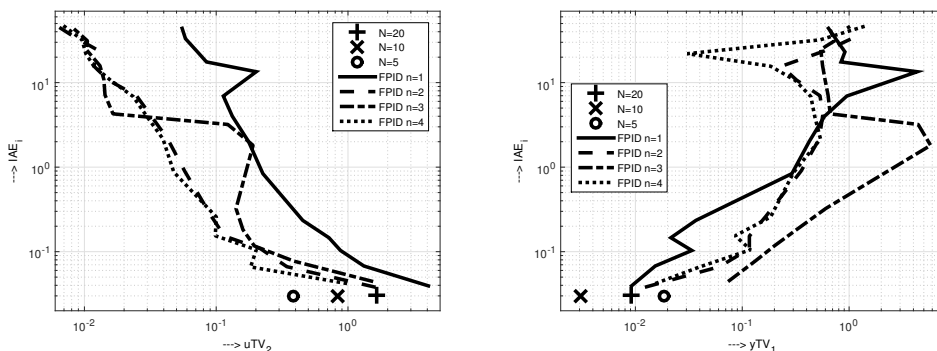 10^1
10^0
10^-1
---> IAE_i
10^-2
10^-1
10^0
---> uTV_2
N=20
N=10
N=5
FPID n=1
FPID n=2
FPID n=3
FPID n=4
10^1
10^0
10^-1
---> IAE_i
10^-2
10^-1
10^0
---> yTV_1
N=20
N=10
N=5
FPID n=1
FPID n=2
FPID n=3
FPID n=4